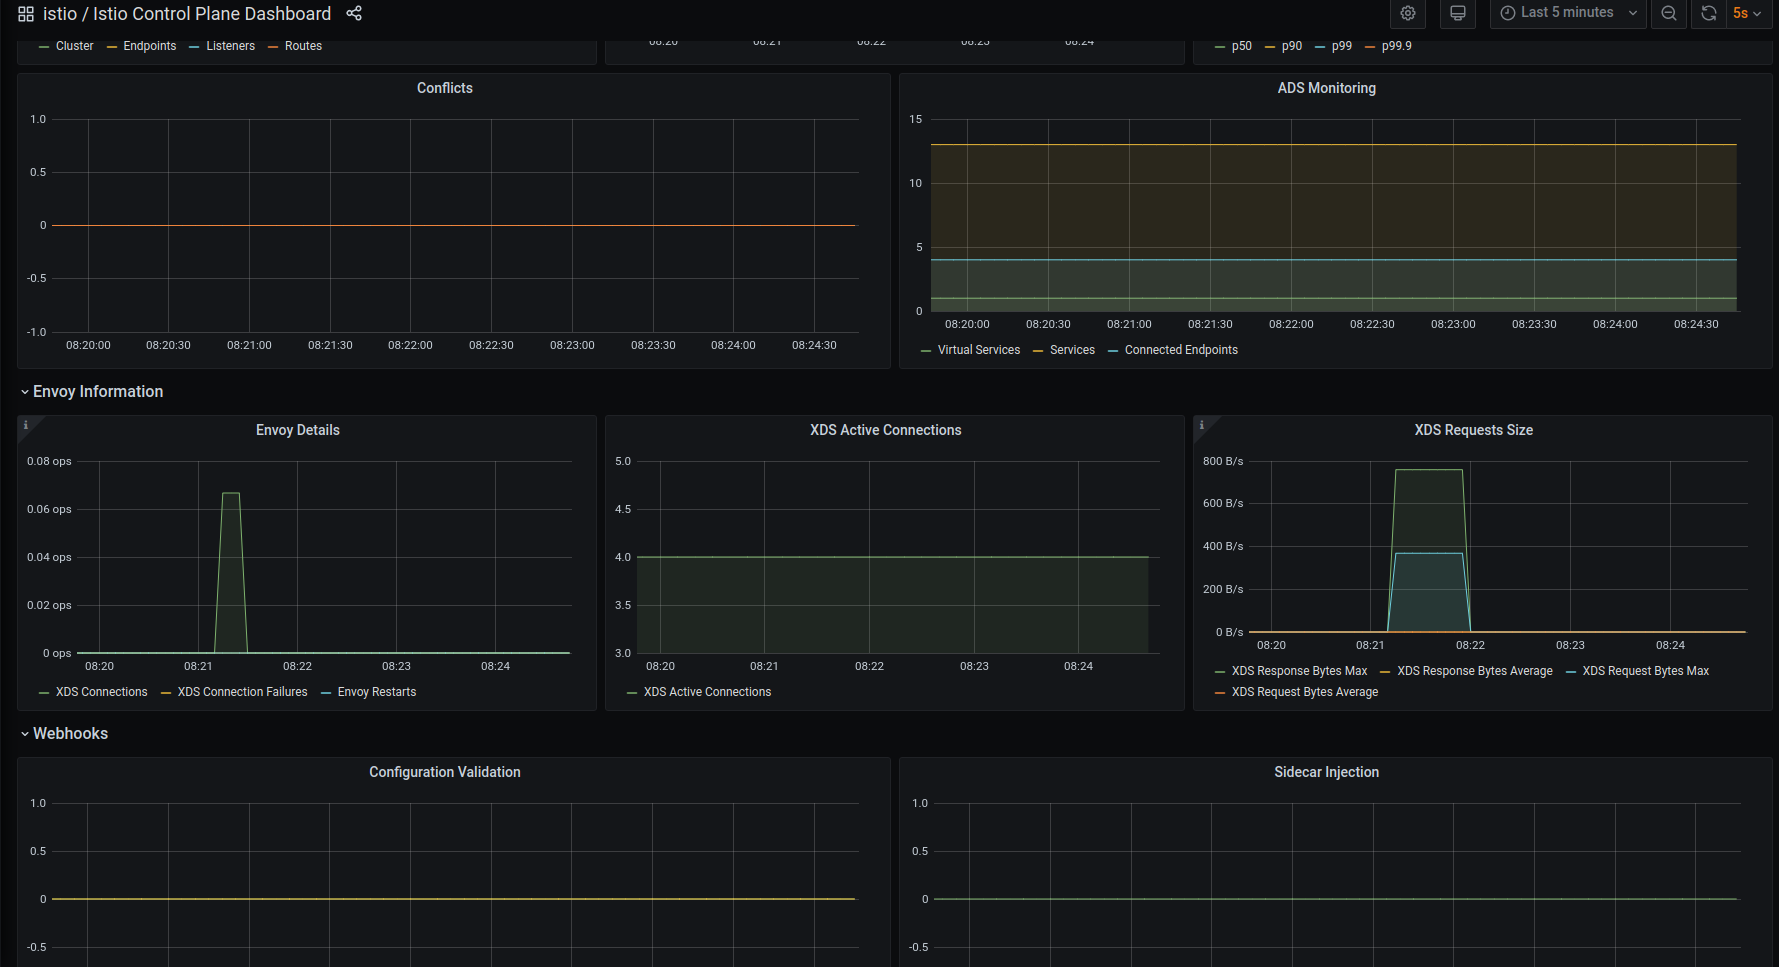 istio / Istio Control Plane Dashboard
Last 5 minutes
5s
Cluster Endpoints Listeners Routes
08:20 08:21 08:22 08:23 08:24
p50 p90 p99 p99.9
Conflicts
1.0
0.5
0
-0.5
-1.0
08:20:00 08:20:30 08:21:00 08:21:30 08:22:00 08:22:30 08:23:00 08:23:30 08:24:00 08:24:30
ADS Monitoring
15
10
5
0
08:20:00 08:20:30 08:21:00 08:21:30 08:22:00 08:22:30 08:23:00 08:23:30 08:24:00 08:24:30
Virtual Services Services Connected Endpoints
Envoy Information
i
Envoy Details
0.08 ops
0.06 ops
0.04 ops
0.02 ops
0 ops
08:20 08:21 08:22 08:23 08:24
XDS Connections XDS Connection Failures Envoy Restarts
XDS Active Connections
5.0
4.5
4.0
3.5
3.0
08:20 08:21 08:22 08:23 08:24
XDS Active Connections
i
XDS Requests Size
800 B/s
600 B/s
400 B/s
200 B/s
0 B/s
08:20 08:21 08:22 08:23 08:24
XDS Response Bytes Max XDS Response Bytes Average XDS Request Bytes Max
XDS Request Bytes Average
Webhooks
Configuration Validation
1.0
0.5
0
-0.5
Sidecar Injection
1.0
0.5
0
-0.5